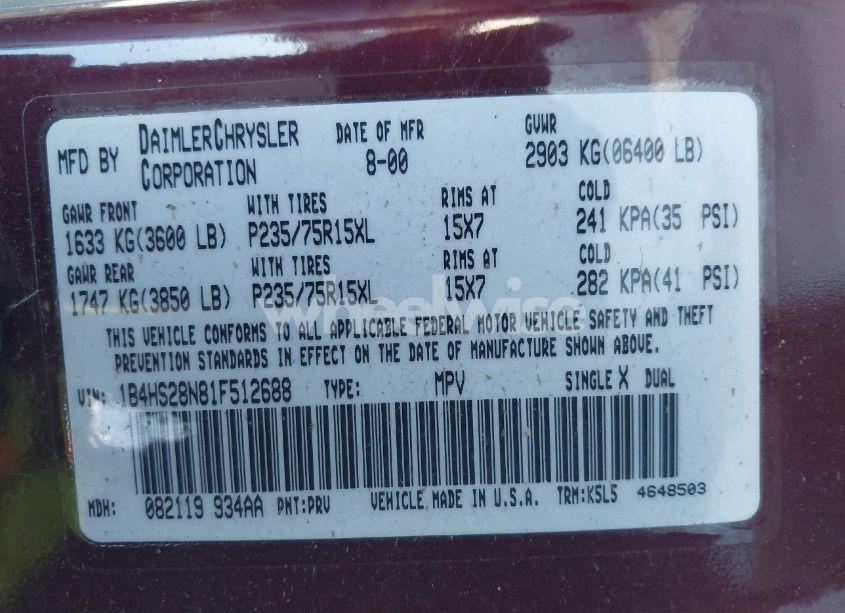 MFD BY DAIMLERCHRYSLER CORPORATION DATE OF MFR 8-00 GVWR 2903 KG(06400 LB)
GAWR FRONT WITH TIRES RIMS AT COLD
1633 KG(3600 LB) P235/75R15XL 15X7 241 KPA(35 PSI)
GAWR REAR WITH TIRES RIMS AT COLD
1747 KG(3850 LB) P235/75R15XL 15X7 282 KPA(41 PSI)
wheelwise
THIS VEHICLE CONFORMS TO ALL APPLICABLE FEDERAL MOTOR VEHICLE SAFETY AND THEFT
PREVENTION STANDARDS IN EFFECT ON THE DATE OF MANUFACTURE SHOWN ABOVE.
VIN: 1B4HS28N81F512688 TYPE: MPV SINGLE X DUAL
MDH: 082119 934AA PNT:PRV VEHICLE MADE IN U.S.A. TRM:K5L5 4648503